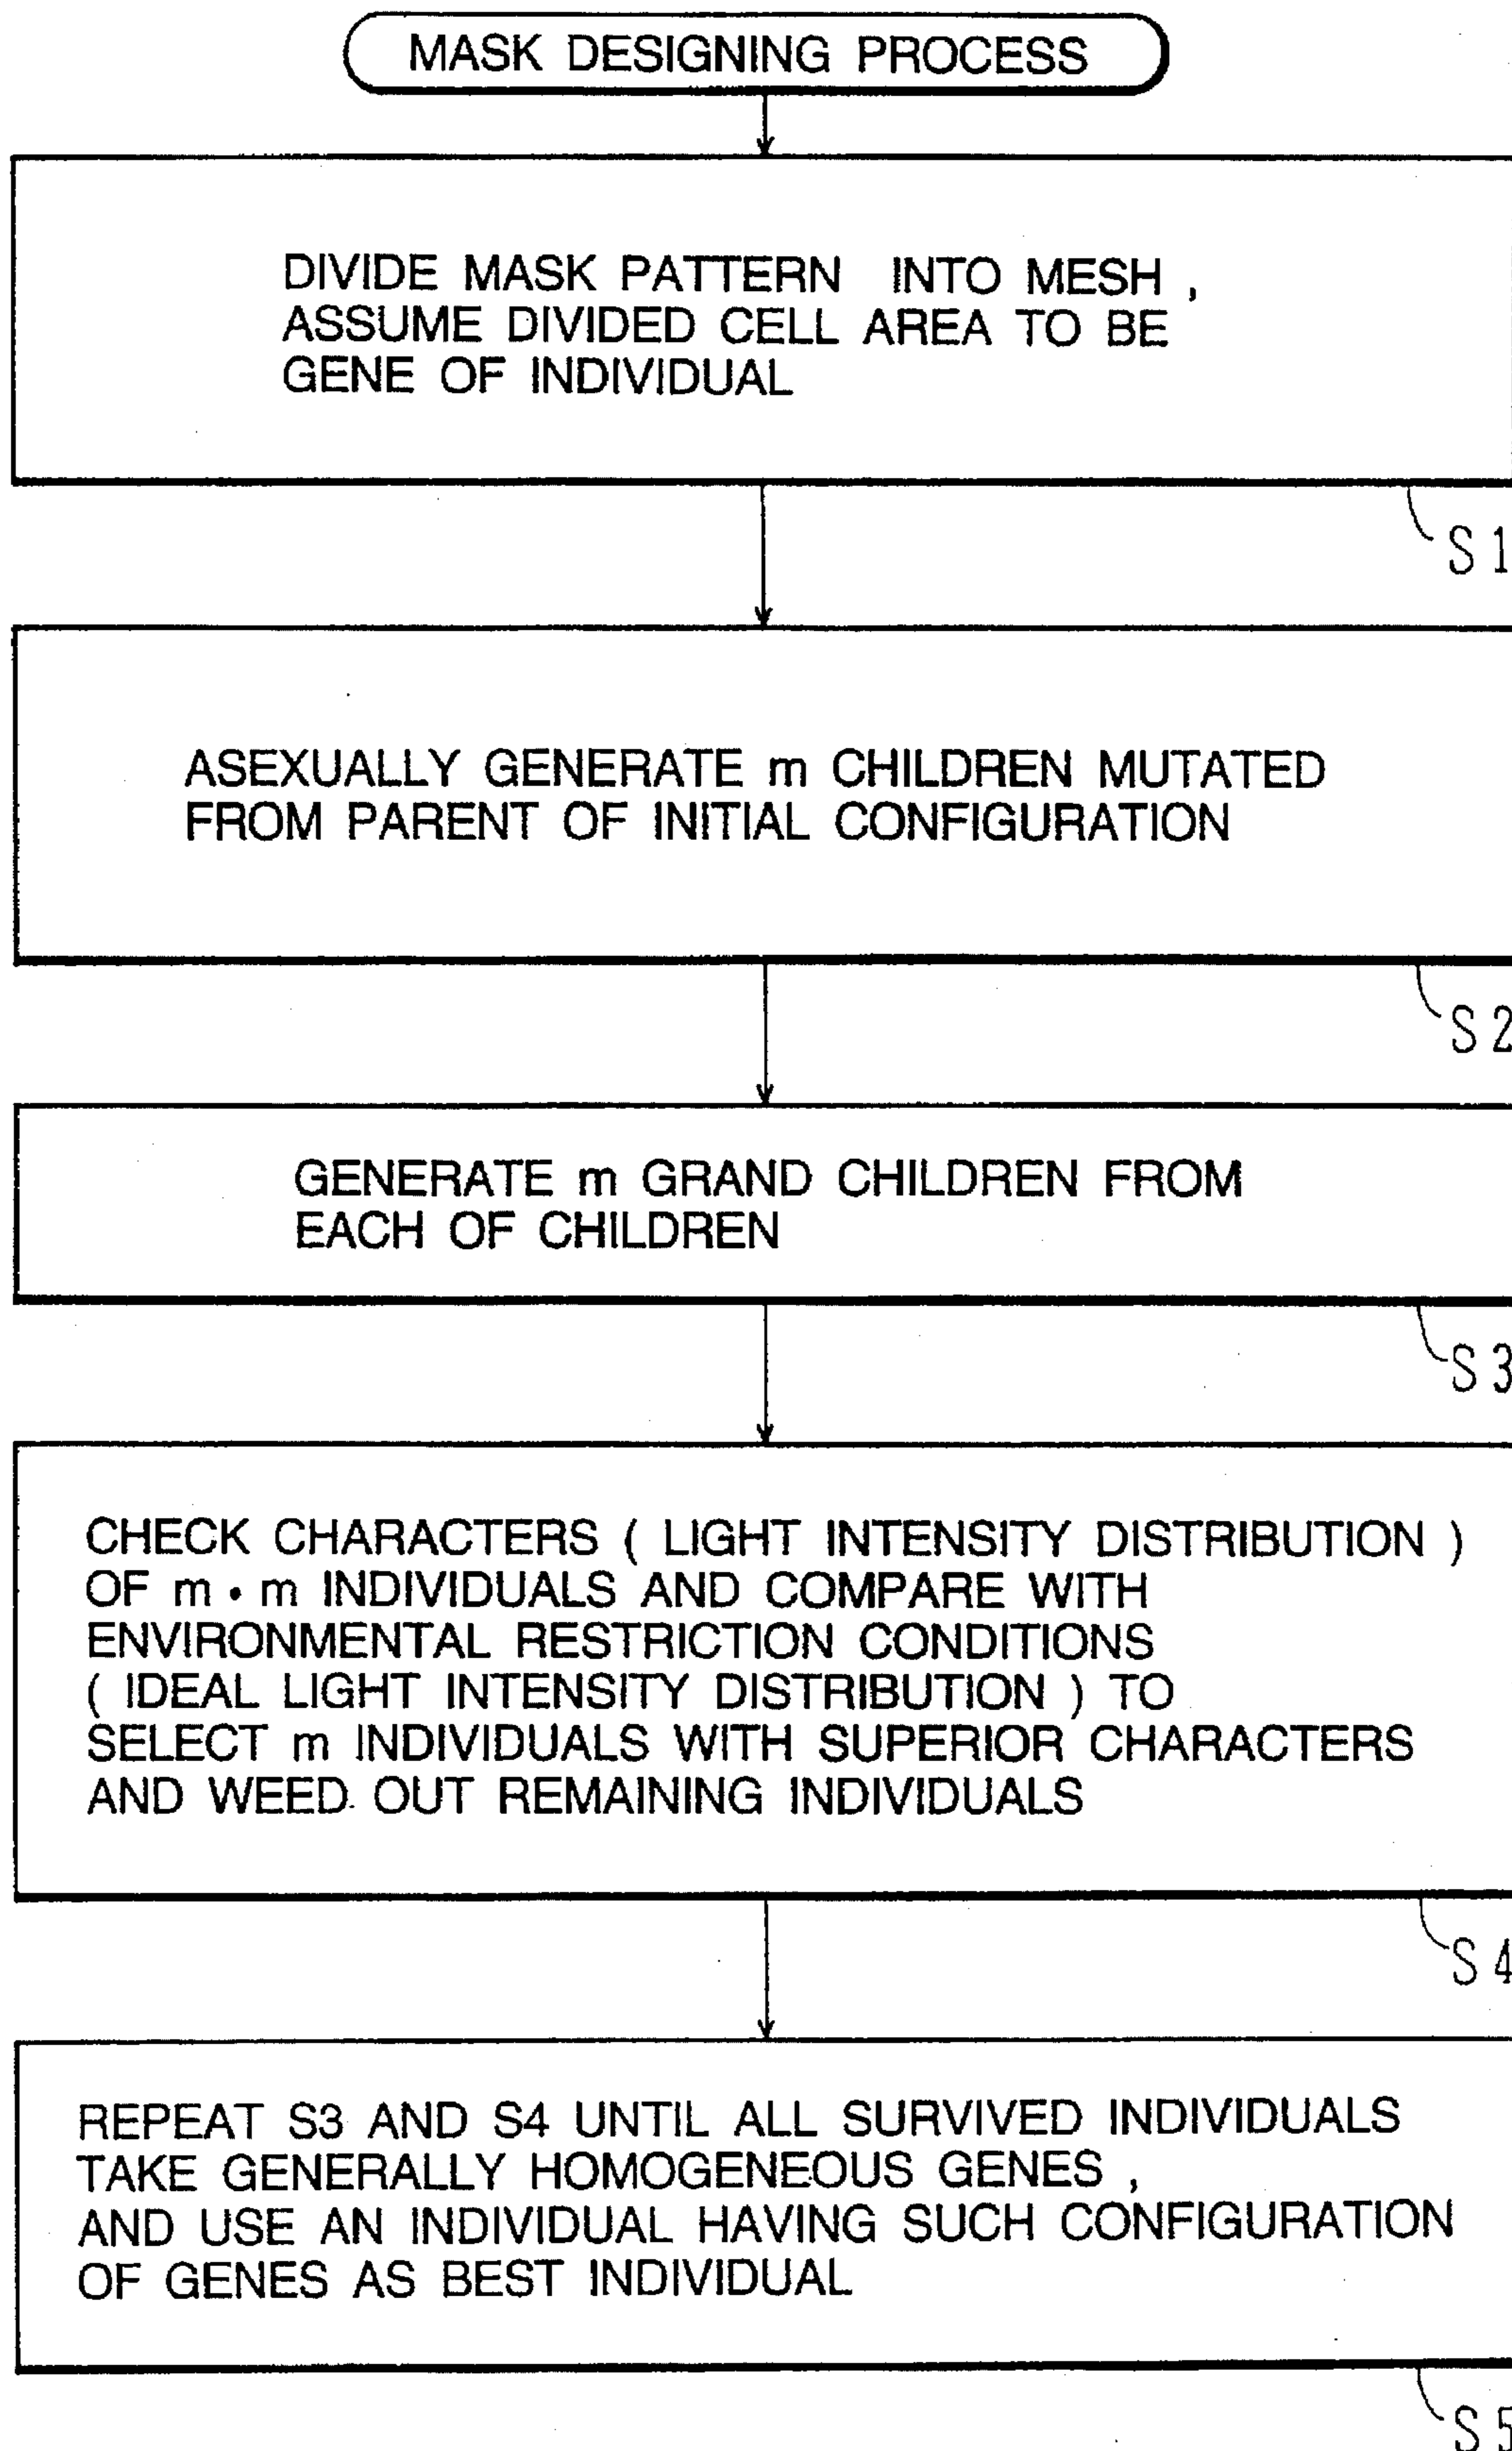 MASK DESIGNING PROCESS
DIVIDE MASK PATTERN INTO MESH ,
ASSUME DIVIDED CELL AREA TO BE
GENE OF INDIVIDUAL
S1
ASEXUALLY GENERATE m CHILDREN MUTATED
FROM PARENT OF INITIAL CONFIGURATION
S2
GENERATE m GRAND CHILDREN FROM
EACH OF CHILDREN
S3
CHECK CHARACTERS ( LIGHT INTENSITY DISTRIBUTION )
OF m • m INDIVIDUALS AND COMPARE WITH
ENVIRONMENTAL RESTRICTION CONDITIONS
( IDEAL LIGHT INTENSITY DISTRIBUTION ) TO
SELECT m INDIVIDUALS WITH SUPERIOR CHARACTERS
AND WEED OUT REMAINING INDIVIDUALS
S4
REPEAT S3 AND S4 UNTIL ALL SURVIVED INDIVIDUALS
TAKE GENERALLY HOMOGENEOUS GENES ,
AND USE AN INDIVIDUAL HAVING SUCH CONFIGURATION
OF GENES AS BEST INDIVIDUAL
S5